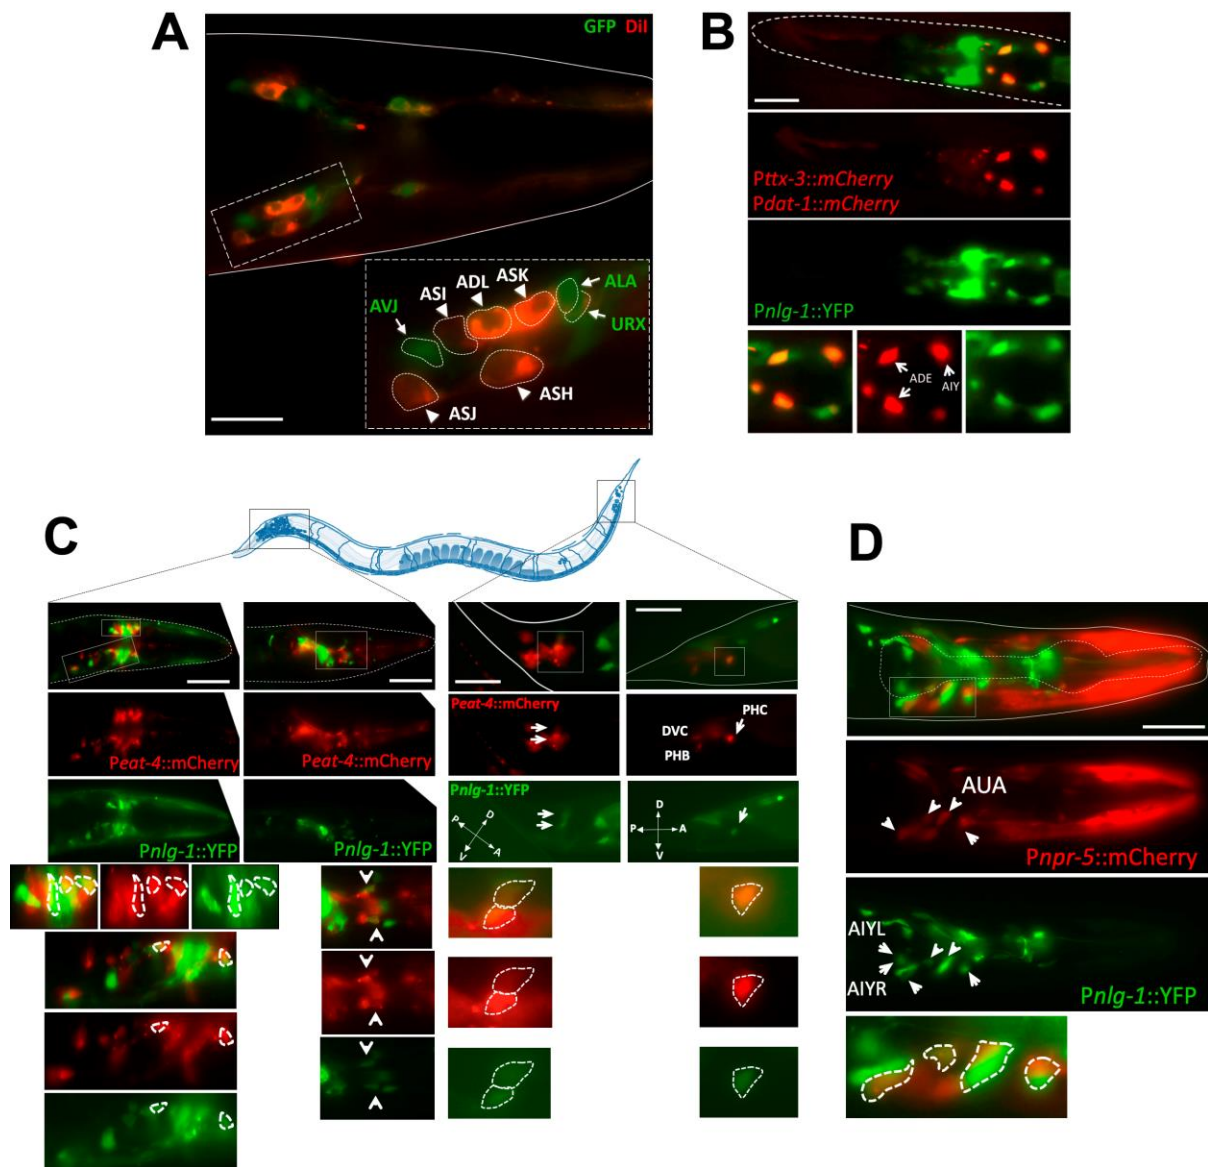 A
GFP DiI
AVJ
ASI
ADL
ASK
ALA
URX
ASJ
ASH
B
Pttx-3::mCherry
Pdat-1::mCherry
Pnlg-1::YFP
ADE
AIY
C
Peat-4::mCherry
Peat-4::mCherry
Peat-4::mCherry
DVC
PHB
PHC
Pnlg-1::YFP
Pnlg-1::YFP
Pnlg-1::YFP
P
D
V
A
D
P
A
V
D
AUA
Pnpr-5::mCherry
AIYL
AIYR
Pnlg-1::YFP